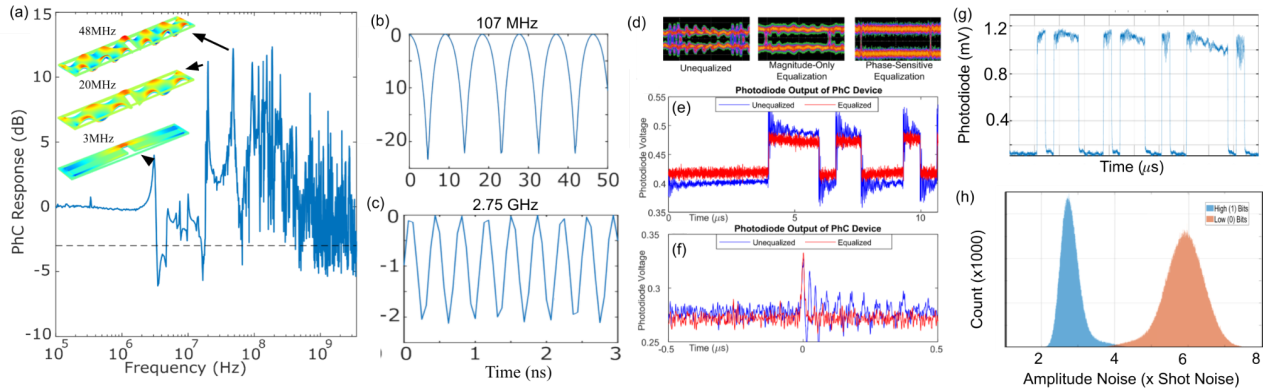 (a)
15
10
5
0
-5
-10
PhC Response (dB)
48MHz
20MHz
3MHz
10^5
10^6
10^7
10^8
10^9
Frequency (Hz)
(b)
107 MHz
0
-10
-20
0
10
20
30
40
50
(c)
2.75 GHz
0
-1
-2
0
1
2
3
Time (ns)
(d)
Unequalized
Magnitude-Only
Equalization
Phase-Sensitive
Equalization
(e)
Photodiode Output of PhC Device
Unequalized
Equalized
Photodiode Voltage
0.55
0.5
0.45
0.4
0.35
0
5
10
Time (μs)
(f)
Photodiode Output of PhC Device
Unequalized
Equalized
Photodiode Voltage
0.35
0.3
0.25
-0.5
0
0.5
Time (μs)
(g)
Photodiode (mV)
1.2
0.8
0.4
Time (μs)
(h)
High (1) Bits
Low (0) Bits
Count (x1000)
2
4
6
8
Amplitude Noise (x Shot Noise)